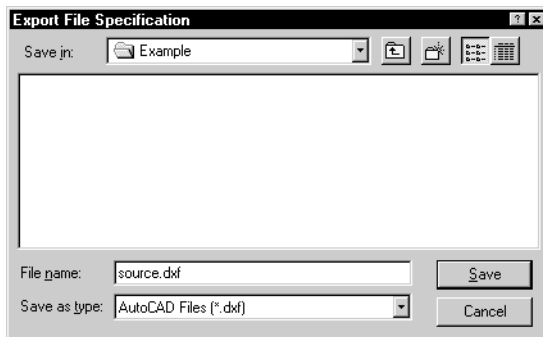 Export File Specification
Save in: Example
File name: source.dxf
Save
Save as type: AutoCAD Files (*.dxf)
Cancel